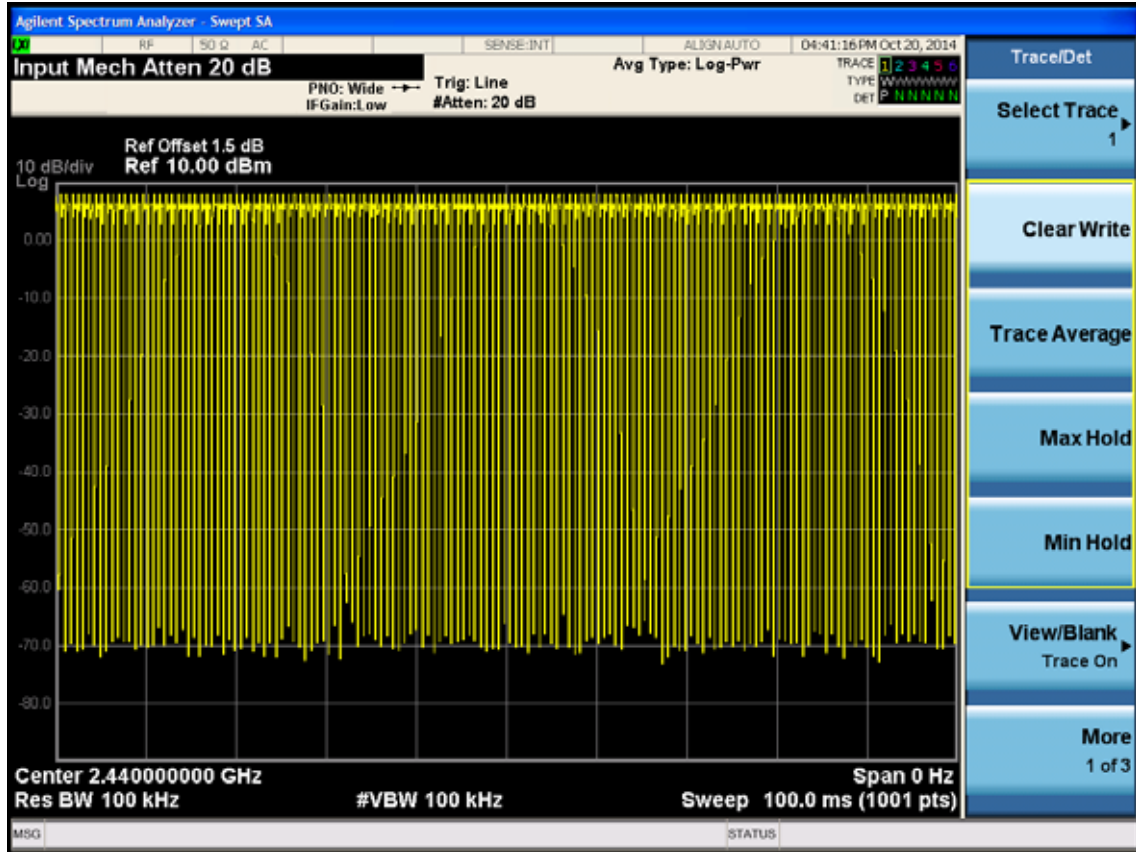 Agilent Spectrum Analyzer - Swept SA
LXI RF 50 Ω AC SENSE:INT ALIGNAUTO 04:41:16 PM Oct 20, 2014
Input Mech Atten 20 dB
PNO: Wide
IFGain:Low
Trig: Line
#Atten: 20 dB
Avg Type: Log-Pwr
TRACE 1 2 3 4 5 6
TYPE WWWWWW
DET P N N N N N
Ref Offset 1.5 dB
10 dB/div Ref 10.00 dBm
Log
0.00
-10.0
-20.0
-30.0
-40.0
-50.0
-60.0
-70.0
-80.0
Center 2.440000000 GHz Span 0 Hz
Res BW 100 kHz #VBW 100 kHz Sweep 100.0 ms (1001 pts)
MSG STATUS
Trace/Det
Select Trace
1
Clear Write
Trace Average
Max Hold
Min Hold
View/Blank
Trace On
More
1 of 3